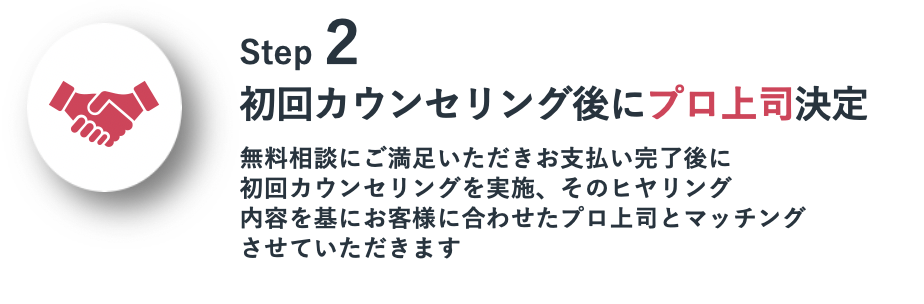 Step 2
初回カウンセリング後にプロ上司決定
無料相談にご満足いただきお支払い完了後に
初回カウンセリングを実施、そのヒヤリング
内容を基にお客様に合わせたプロ上司とマッチング
させていただきます